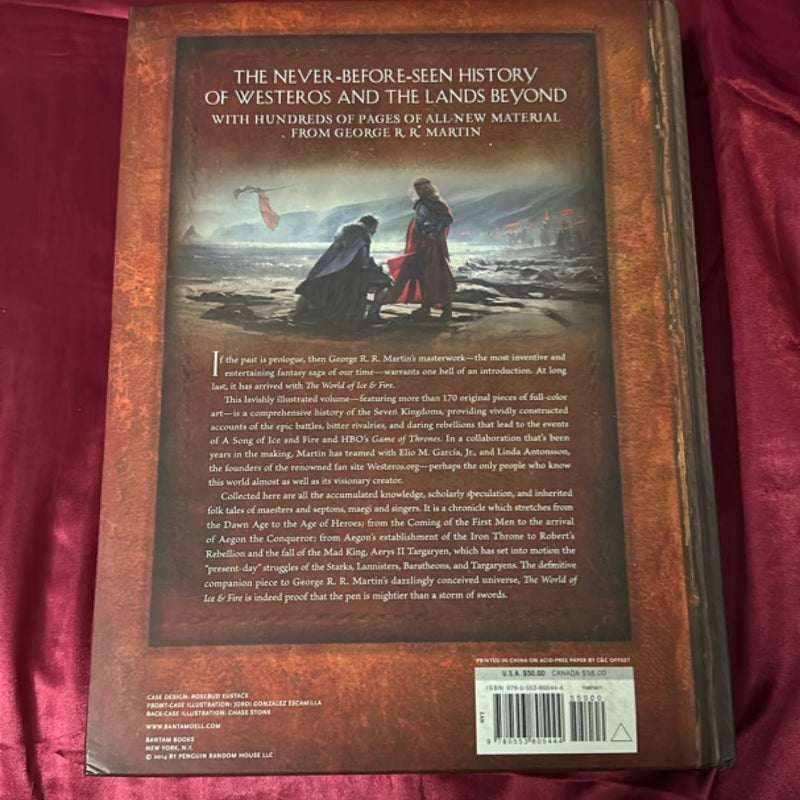 THE NEVER-BEFORE-SEEN HISTORY
OF WESTEROS AND THE LANDS BEYOND
WITH HUNDREDS OF PAGES OF ALL-NEW MATERIAL
FROM GEORGE R. R. MARTIN
If the past is prologue, then George R. R. Martin's masterwork—the most inventive and
entertaining fantasy saga of our time—warrants one hell of an introduction. At long
last, it has arrived with The World of Ice & Fire.
This lavishly illustrated volume—featuring more than 170 original pieces of full-color
art—is a comprehensive history of the Seven Kingdoms, providing vividly constructed
accounts of the epic battles, bitter rivalries, and daring rebellions that lead to the events
of A Song of Ice and Fire and HBO's Game of Thrones. In a collaboration that's been
years in the making, Martin has teamed with Elio M. García, Jr., and Linda Antonsson,
the founders of the renowned fan site Westeros.org—perhaps the only people who know
this world almost as well as its visionary creator.
Collected here are all the accumulated knowledge, scholarly speculation, and inherited
folk tales of maesters and septons, maegi and singers. It is a chronicle which stretches from
the Dawn Age to the Age of Heroes; from the Coming of the First Men to the arrival
of Aegon the Conqueror; from Aegon's establishment of the Iron Throne to Robert's
Rebellion and the fall of the Mad King, Aerys II Targaryen, which has set into motion the
"present-day" struggles of the Starks, Lannisters, Baratheons, and Targaryens. The definitive
companion piece to George R. R. Martin's dazzlingly conceived universe, The World of
Ice & Fire is indeed proof that the pen is mightier than a storm of swords.
CASE DESIGN: ROSEBUD EUSTACE
FRONT-CASE ILLUSTRATION: JORDI GONZÁLEZ ESCAMILLA
BACK-CASE ILLUSTRATION: CHASE STONE
WWW.BANTAMDELL.COM
BANTAM BOOKS
NEW YORK, N.Y.
© 2014 BY PENGUIN RANDOM HOUSE LLC
PRINTED IN CHINA ON ACID-FREE PAPER BY C&C OFFSET
U.S.A. $50.00 CANADA $58.00
ISBN 978-0-553-80544-4
55000
EAN
9 780553 805444